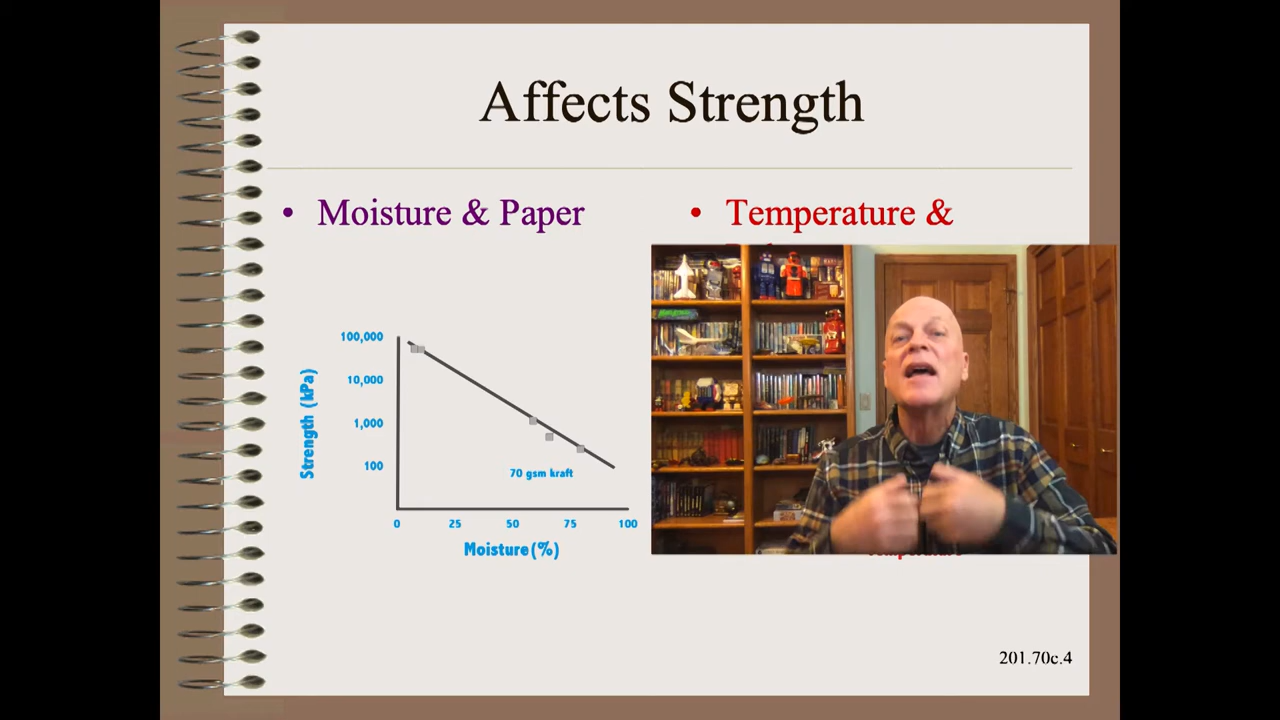 Affects Strength
• Moisture & Paper
• Temperature &
100,000
10,000
1,000
100
Strength (kPa)
70 gsm kraft
0 25 50 75 100
Moisture (%)
Temperature
201.70c.4